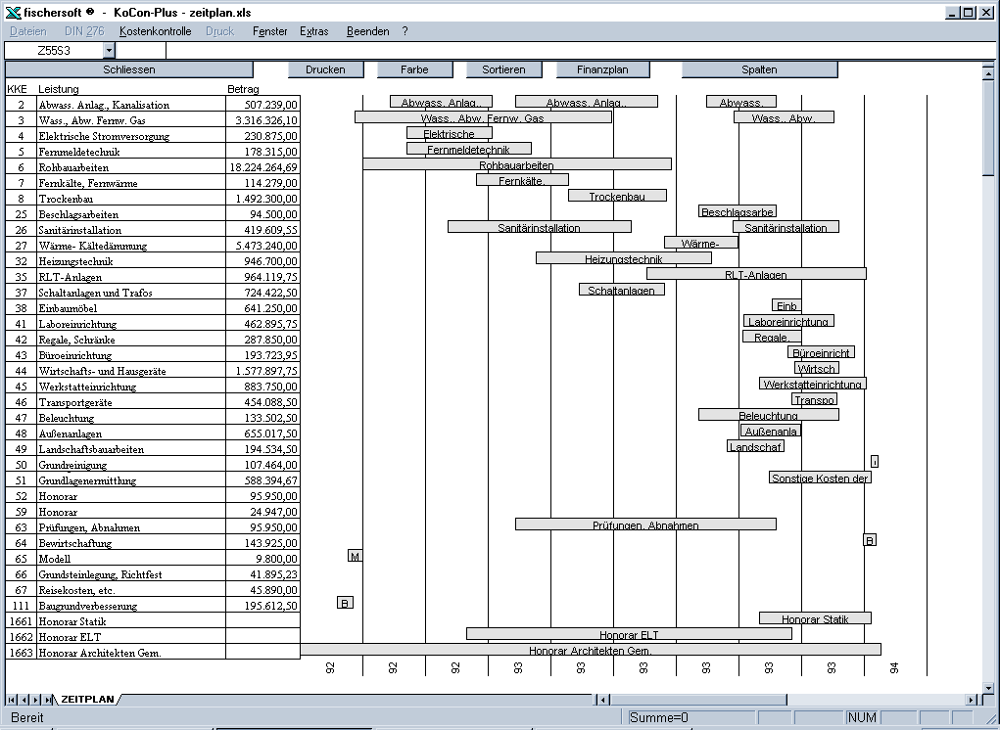 fischersoft ® - KoCon-Plus - zeitplan.xls
Dateien DIN 276 Kostenkontrolle Druck Fenster Extras Beenden ?
Z55S3
Schliessen Drucken Farbe Sortieren Finanzplan Spalten
KKE Leistung Betrag
2 Abwass. Anlag., Kanalisation 507.239,00 Abwass. Anlag., Abwass. Anlag., Abwass.
3 Wass., Abw. Fernw. Gas 3.316.326,10 Wass., Abw. Fernw. Gas Wass., Abw.
4 Elektrische Stromversorgung 230.875,00 Elektrische
5 Fernmeldetechnik 178.315,00 Fernmeldetechnik
6 Rohbauarbeiten 18.224.264,69 Rohbauarbeiten
7 Fernkälte, Fernwärme 114.279,00 Fernkälte,
8 Trockenbau 1.492.300,00 Trockenbau
25 Beschlagsarbeiten 94.500,00 Beschlagsarbe
26 Sanitärinstallation 419.609,55 Sanitärinstallation Sanitärinstallation
27 Wärme- Kältedämmung 5.473.240,00 Wärme-
32 Heizungstechnik 946.700,00 Heizungstechnik
35 RLT-Anlagen 964.119,75 RLT-Anlagen
37 Schaltanlagen und Trafos 724.422,50 Schaltanlagen
38 Einbaumöbel 641.250,00 Einb
41 Laboreinrichtung 462.895,75 Laboreinrichtung
42 Regale, Schränke 287.850,00 Regale,
43 Büroeinrichtung 193.723,95 Büroeinricht
44 Wirtschafts- und Hausgeräte 1.577.897,75 Wirtsch
45 Werkstatteinrichtung 883.750,00 Werkstatteinrichtung
46 Transportgeräte 454.088,50 Transpo
47 Beleuchtung 133.502,50 Beleuchtung
48 Außenanlagen 655.017,50 Außenanla
49 Landschaftsbauarbeiten 194.534,50 Landschaf
50 Grundreinigung 107.464,00
51 Grundlagenermittlung 588.394,67 Sonstige Kosten der
52 Honorar 95.950,00
59 Honorar 24.947,00
63 Prüfungen, Abnahmen 95.950,00 Prüfungen, Abnahmen
64 Bewirtschaftung 143.925,00 B
65 Modell 9.800,00 M
66 Grundsteinlegung, Richtfest 41.895,23
67 Reisekosten, etc. 45.890,00
111 Baugrundverbesserung 195.612,50 B
1661 Honorar Statik Honorar Statik
1662 Honorar ELT Honorar ELT
1663 Honorar Architekten Gem. Honorar Architekten Gem.
92 92 92 93 93 93 93 93 93 94
ZEITPLAN
Bereit Summe=0 NUM